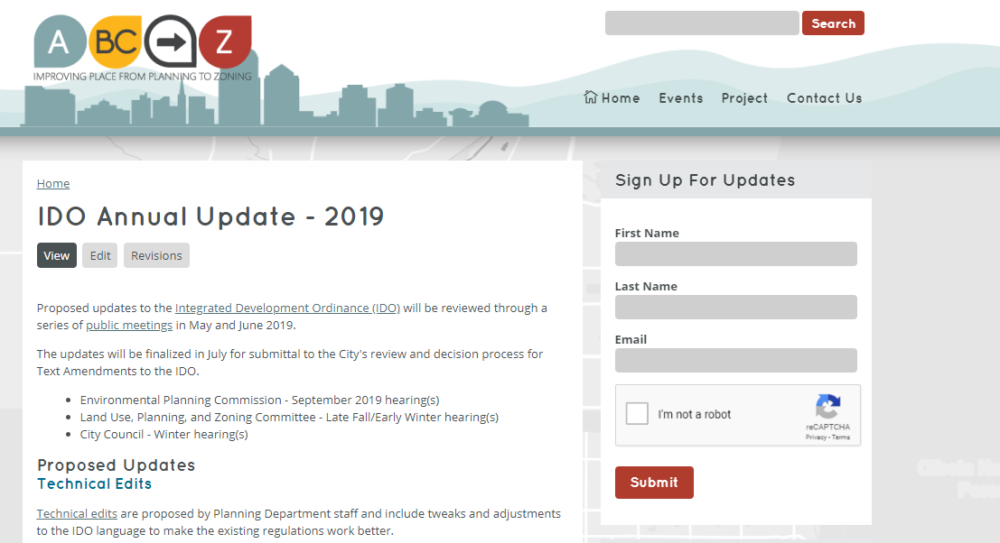 A BC Z
IMPROVING PLACE FROM PLANNING TO ZONING
Search
Home Events Project Contact Us
Home
IDO Annual Update - 2019
View Edit Revisions
Proposed updates to the Integrated Development Ordinance (IDO) will be reviewed through a
series of public meetings in May and June 2019.
The updates will be finalized in July for submittal to the City's review and decision process for
Text Amendments to the IDO.
• Environmental Planning Commission - September 2019 hearing(s)
• Land Use, Planning, and Zoning Committee - Late Fall/Early Winter hearing(s)
• City Council - Winter hearing(s)
Proposed Updates
Technical Edits
Technical edits are proposed by Planning Department staff and include tweaks and adjustments
to the IDO language to make the existing regulations work better.
Sign Up For Updates
First Name
Last Name
Email
I'm not a robot
reCAPTCHA
Privacy - Terms
Submit